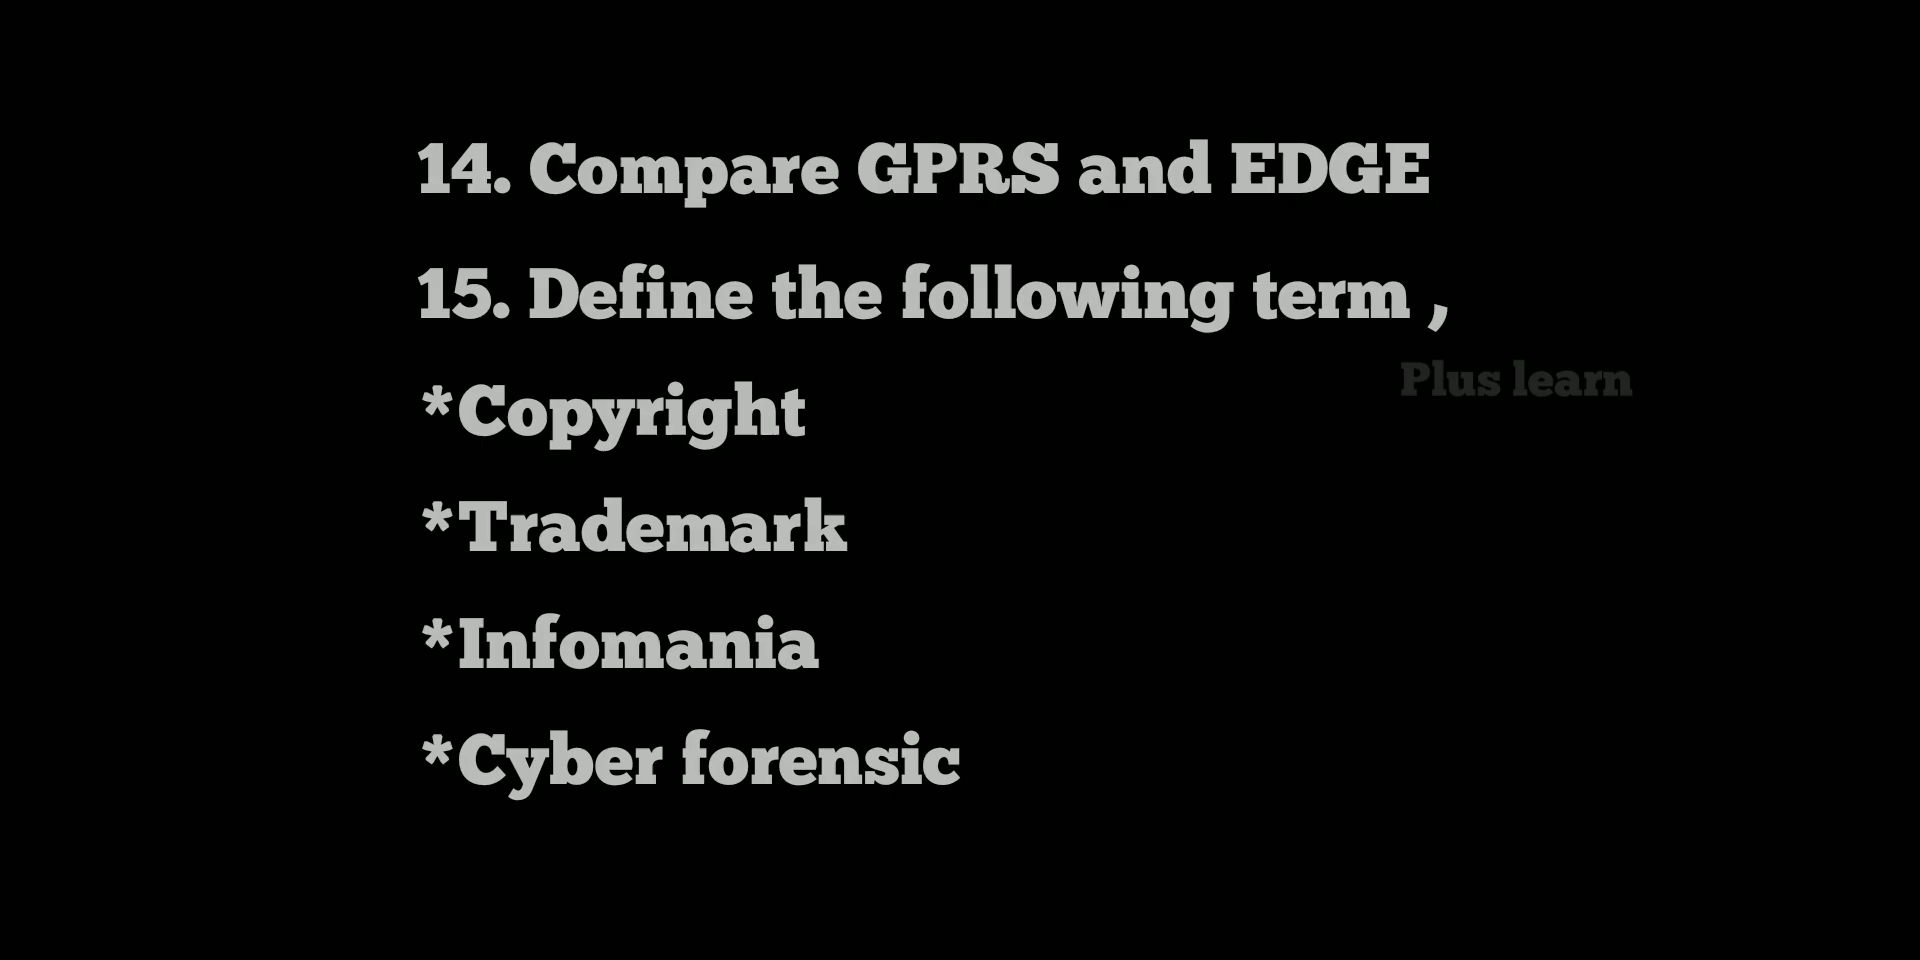 14. Compare GPRS and EDGE
15. Define the following term ,
Plus learn
*Copyright
*Trademark
*Infomania
*Cyber forensic